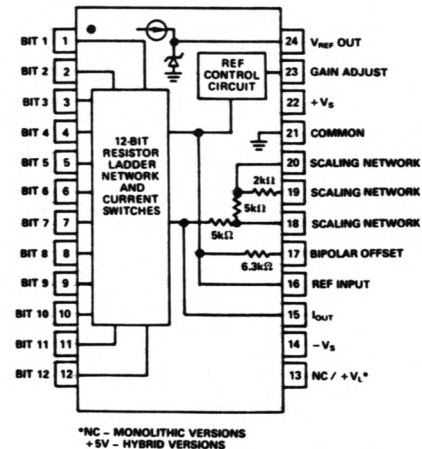 BIT 1 1
BIT 2 2
BIT 3 3
BIT 4 4
BIT 5 5
BIT 6 6
BIT 7 7
BIT 8 8
BIT 9 9
BIT 10 10
BIT 11 11
BIT 12 12
12-BIT
RESISTOR
LADDER
NETWORK
AND
CURRENT
SWITCHES
REF
CONTROL
CIRCUIT
2kΩ
5kΩ
5kΩ
6.3kΩ
24 VREF OUT
23 GAIN ADJUST
22 +VS
21 COMMON
20 SCALING NETWORK
19 SCALING NETWORK
18 SCALING NETWORK
17 BIPOLAR OFFSET
16 REF INPUT
15 IOUT
14 −VS
13 NC / +VL*
*NC – MONOLITHIC VERSIONS
+5V – HYBRID VERSIONS